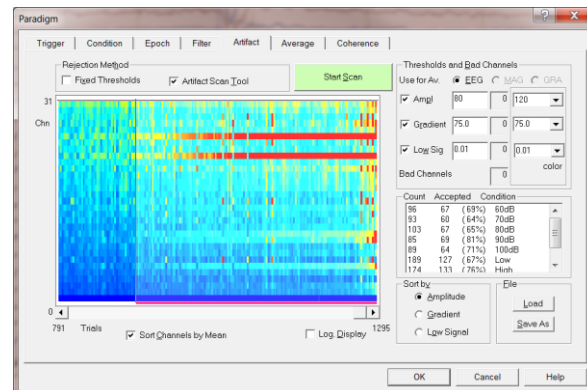 Paradigm
Trigger Condition Epoch Filter Artifact Average Coherence
Rejection Method
Fixed Thresholds Artifact Scan Tool
Start Scan
31
Chn
0
791 Trials 1295
Sort Channels by Mean Log. Display
Thresholds and Bad Channels
Use for Av. EEG MAG GRA
Ampl 80 0 120
Gradient 75.0 0 75.0
Low Sig 0.01 0 0.01
color
Bad Channels 0
Count Accepted Condition
96 67 (69%) 60dB
93 60 (64%) 70dB
103 67 (65%) 80dB
85 69 (81%) 90dB
89 64 (71%) 100dB
189 127 (67%) Low
174 133 (76%) High
Sort by
Amplitude
Gradient
Low Signal
File
Load
Save As
OK Cancel Help